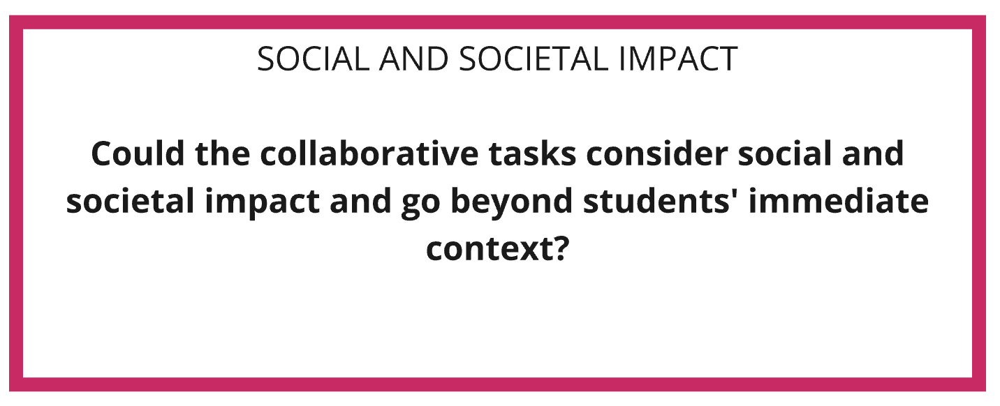 SOCIAL AND SOCIETAL IMPACT
Could the collaborative tasks consider social and
societal impact and go beyond students' immediate
context?